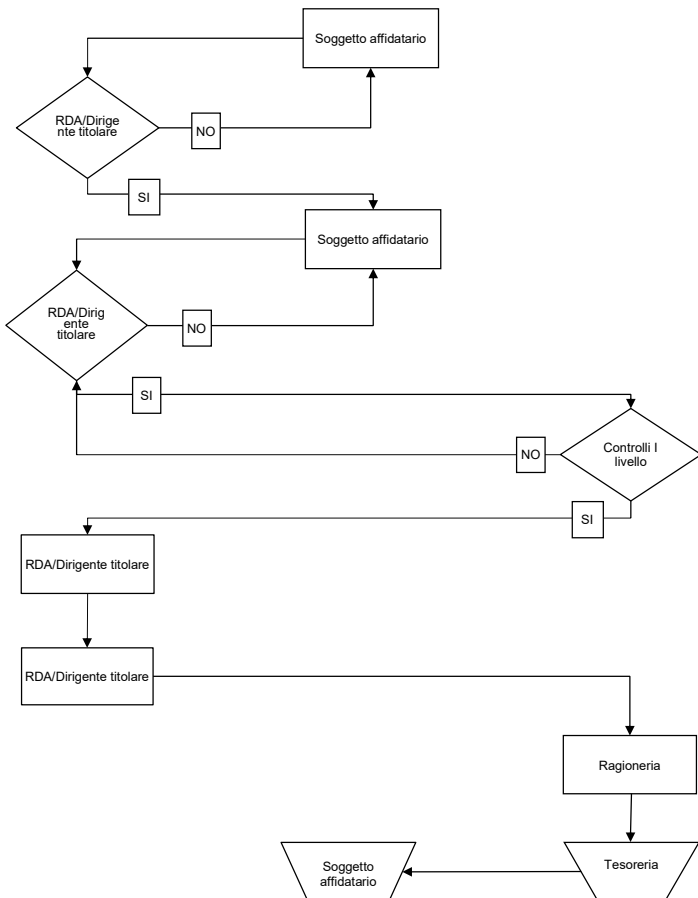 Soggetto affidatario
RDA/Dirige
nte titolare
NO
SI
Soggetto affidatario
RDA/Dirig
ente
titolare
NO
SI
Controlli I
livello
NO
SI
RDA/Dirigente titolare
RDA/Dirigente titolare
Ragioneria
Tesoreria
Soggetto
affidatario